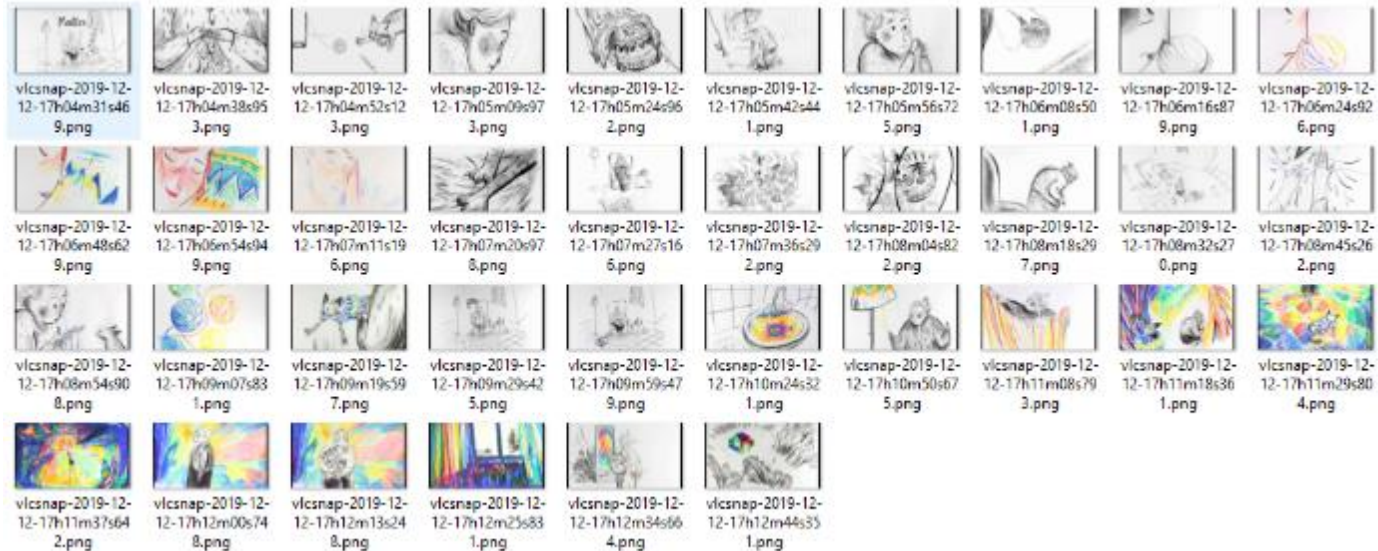 vlcsnap-2019-12-
12-17h04m31s46
9.png
vlcsnap-2019-12-
12-17h04m38s95
3.png
vlcsnap-2019-12-
12-17h04m52s12
3.png
vlcsnap-2019-12-
12-17h05m09s97
3.png
vlcsnap-2019-12-
12-17h05m24s96
2.png
vlcsnap-2019-12-
12-17h05m42s44
1.png
vlcsnap-2019-12-
12-17h05m56s72
5.png
vlcsnap-2019-12-
12-17h06m08s50
1.png
vlcsnap-2019-12-
12-17h06m16s87
9.png
vlcsnap-2019-12-
12-17h06m24s92
6.png
vlcsnap-2019-12-
12-17h06m48s62
9.png
vlcsnap-2019-12-
12-17h06m54s94
9.png
vlcsnap-2019-12-
12-17h07m11s19
6.png
vlcsnap-2019-12-
12-17h07m20s97
8.png
vlcsnap-2019-12-
12-17h07m27s16
6.png
vlcsnap-2019-12-
12-17h07m36s29
2.png
vlcsnap-2019-12-
12-17h08m04s82
2.png
vlcsnap-2019-12-
12-17h08m18s29
7.png
vlcsnap-2019-12-
12-17h08m32s27
0.png
vlcsnap-2019-12-
12-17h08m45s26
2.png
vlcsnap-2019-12-
12-17h08m54s90
8.png
vlcsnap-2019-12-
12-17h09m07s83
1.png
vlcsnap-2019-12-
12-17h09m19s59
7.png
vlcsnap-2019-12-
12-17h09m29s42
5.png
vlcsnap-2019-12-
12-17h09m59s47
9.png
vlcsnap-2019-12-
12-17h10m24s32
1.png
vlcsnap-2019-12-
12-17h10m50s67
5.png
vlcsnap-2019-12-
12-17h11m08s79
3.png
vlcsnap-2019-12-
12-17h11m18s36
1.png
vlcsnap-2019-12-
12-17h11m29s80
4.png
vlcsnap-2019-12-
12-17h11m37s64
2.png
vlcsnap-2019-12-
12-17h12m00s74
8.png
vlcsnap-2019-12-
12-17h12m13s24
8.png
vlcsnap-2019-12-
12-17h12m25s83
1.png
vlcsnap-2019-12-
12-17h12m34s66
4.png
vlcsnap-2019-12-
12-17h12m44s35
1.png